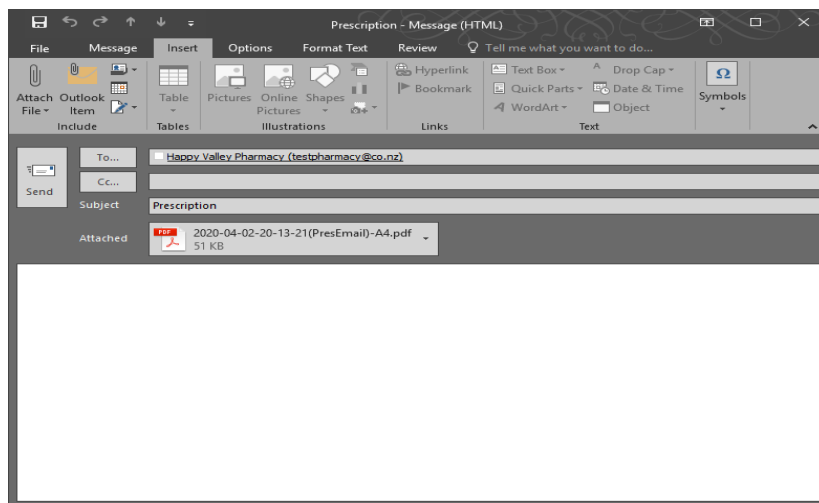 Prescription - Message (HTML)
File Message Insert Options Format Text Review Tell me what you want to do...
Attach File
Outlook Item
Table
Pictures
Online Pictures
Shapes
Hyperlink
Bookmark
Text Box
Quick Parts
WordArt
Drop Cap
Date & Time
Object
Ω
Symbols
Include Tables Illustrations Links Text
Send
To... Happy Valley Pharmacy (testpharmacy@co.nz)
Cc...
Subject Prescription
Attached PDF 2020-04-02-20-13-21(PresEmail)-A4.pdf
51 KB